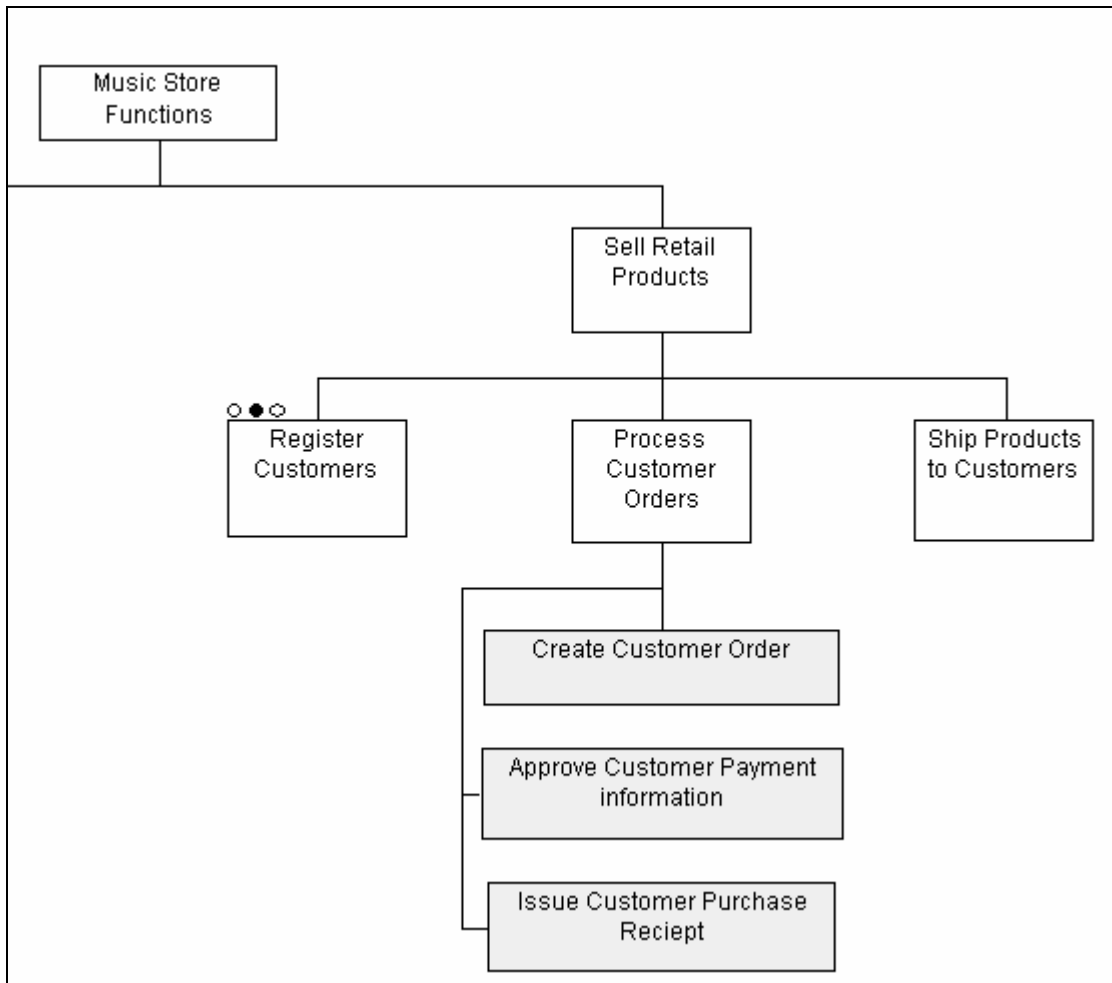 Music Store
Functions
Sell Retail
Products
Register
Customers
Process
Customer
Orders
Ship Products
to Customers
Create Customer Order
Approve Customer Payment
information
Issue Customer Purchase
Reciept